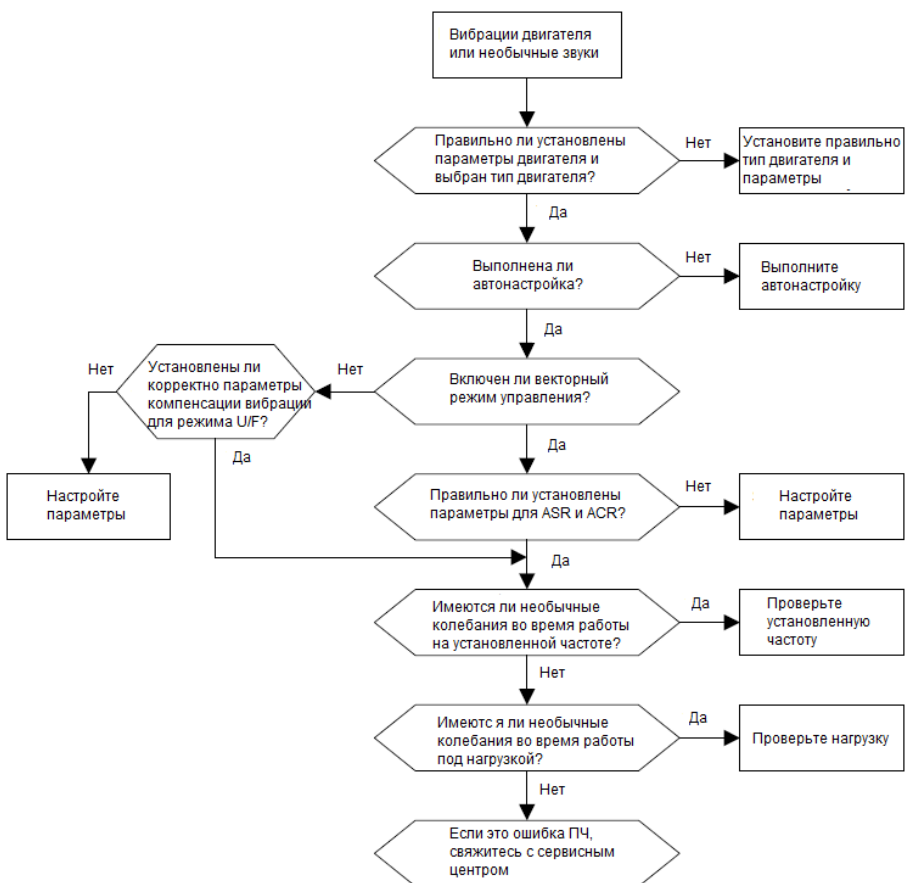 Вибрации двигателя
или необычные звуки
Правильно ли установлены
параметры двигателя и
выбран тип двигателя?
Нет
Установите правильно
тип двигателя и
параметры
Да
Выполнена ли
автонастройка?
Нет
Выполните
автонастройку
Да
Включен ли векторный
режим управления?
Нет
Установлены ли
корректно параметры
компенсации вибрации
для режима U/F?
Нет
Настройте
параметры
Да
Да
Правильно ли установлены
параметры для ASR и ACR?
Нет
Настройте
параметры
Да
Имеются ли необычные
колебания во время работы
на установленной частоте?
Да
Проверьте
установленную
частоту
Нет
Имеютс я ли необычные
колебания во время работы
под нагрузкой?
Да
Проверьте нагрузку
Нет
Если это ошибка ПЧ,
свяжитесь с сервисным
центром